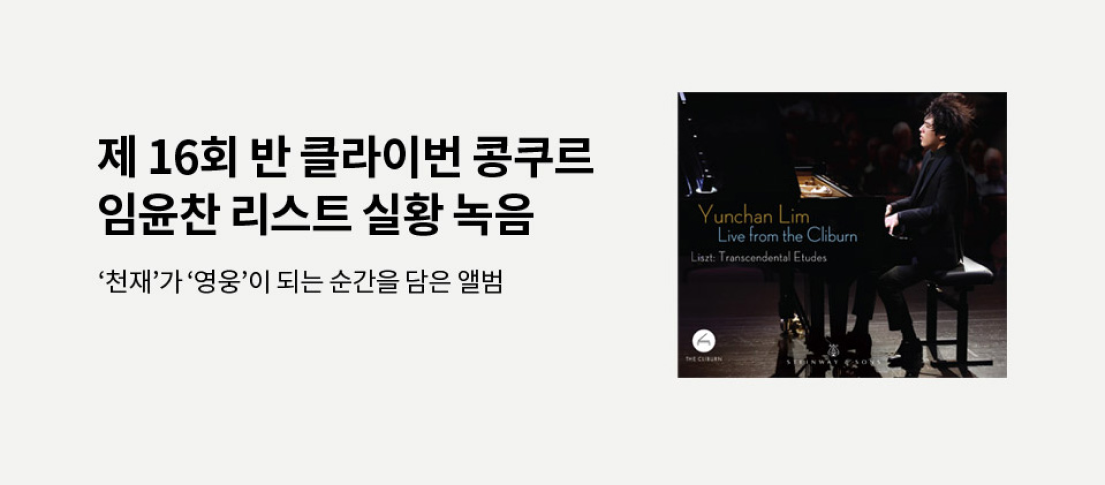 제 16회 반 클라이번 콩쿠르
임윤찬 리스트 실황 녹음
‘천재’가 ‘영웅’이 되는 순간을 담은 앨범
Yunchan Lim
Live from the Cliburn
Liszt: Transcendental Etudes
THE CLIBURN
STEINWAY & SONS